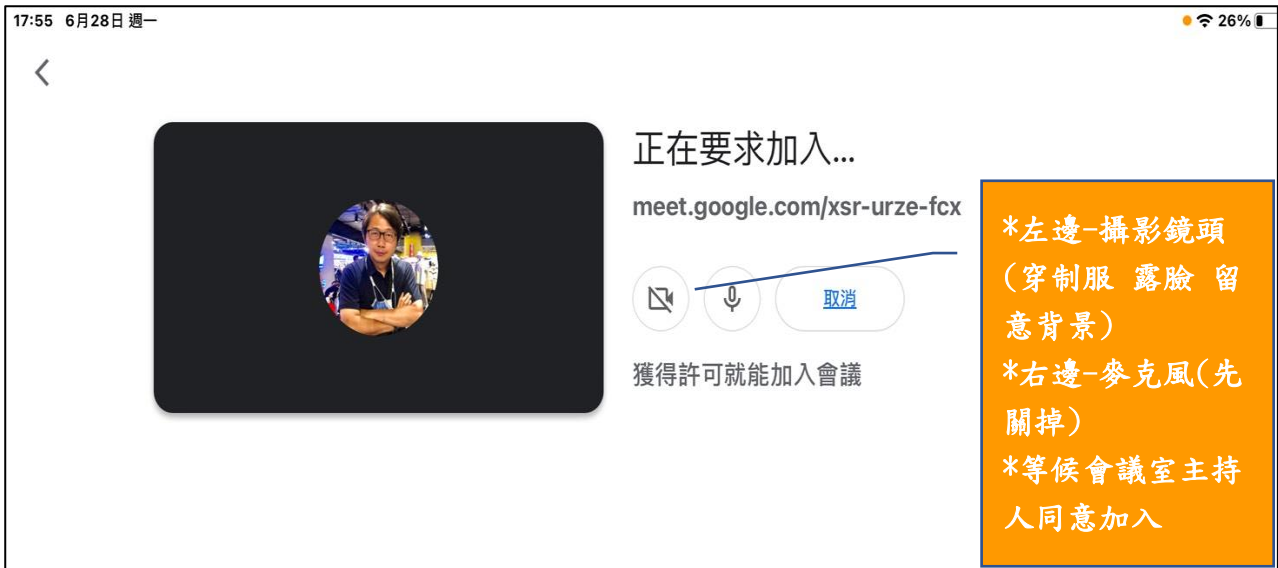 17:55 6月28日 週一
26%
正在要求加入...
meet.google.com/xsr-urze-fcx
取消
獲得許可就能加入會議
*左邊-攝影鏡頭
(穿制服 露臉 留
意背景)
*右邊-麥克風(先
關掉)
*等候會議室主持
人同意加入